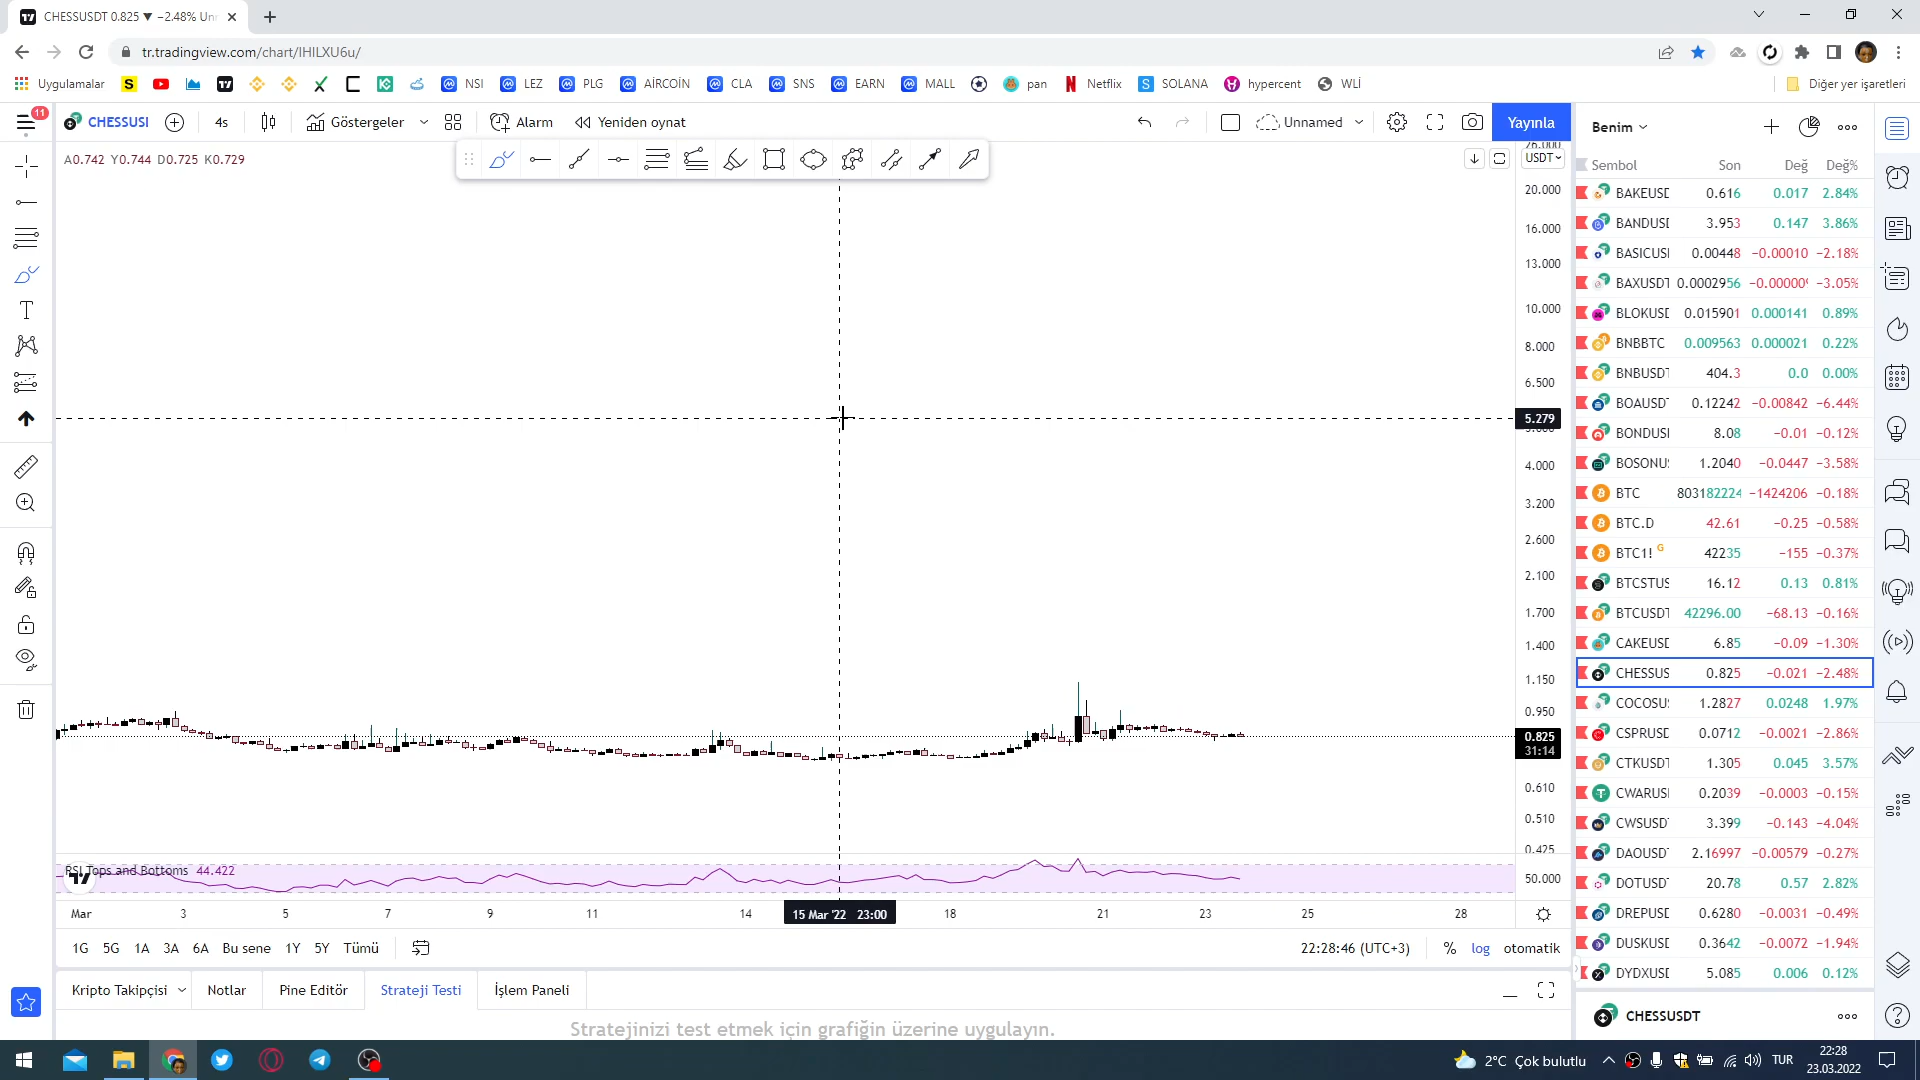 CHESSUSDT 0.825 ▼ −2.48% Unn
tr.tradingview.com/chart/IHILXU6u/
Uygulamalar NSI LEZ PLG AİRCOİN CLA SNS EARN MALL pan Netflix SOLANA hypercent WLİ Diğer yer işaretleri
11
CHESSUSI 4s Göstergeler Alarm Yeniden oynat Unnamed Yayınla
A0.742 Y0.744 D0.725 K0.729
USDT
20.000
16.000
13.000
10.000
8.000
6.500
5.279
4.000
3.200
2.600
2.100
1.700
1.400
1.150
0.950
0.825
31:14
0.610
0.510
0.425
RSI Tops and Bottoms 44.422
50.000
Mar 3 5 7 9 11 14 15 Mar '22 23:00 18 21 23 25 28
1G 5G 1A 3A 6A Bu sene 1Y 5Y Tümü 22:28:46 (UTC+3) % log otomatik
Kripto Takipçisi Notlar Pine Editör Strateji Testi İşlem Paneli
Stratejinizi test etmek için grafiğin üzerine uygulayın.
Benim
Sembol Son Değ Değ%
BAKEUSD 0.616 0.017 2.84%
BANDUSD 3.953 0.147 3.86%
BASICUSI 0.00448 −0.00010 −2.18%
BAXUSDT 0.0002956 −0.000009 −3.05%
BLOKUSD 0.015901 0.000141 0.89%
BNBBTC 0.009563 0.000021 0.22%
BNBUSDT 404.3 0.0 0.00%
BOAUSDT 0.12242 −0.00842 −6.44%
BONDUSI 8.08 −0.01 −0.12%
BOSONUS 1.2040 −0.0447 −3.58%
BTC 803182224 −1424206 −0.18%
BTC.D 42.61 −0.25 −0.58%
BTC1! G 42235 −155 −0.37%
BTCSTUS 16.12 0.13 0.81%
BTCUSDT 42296.00 −68.13 −0.16%
CAKEUSD 6.85 −0.09 −1.30%
CHESSUS 0.825 −0.021 −2.48%
COCOSUS 1.2827 0.0248 1.97%
CSPRUSD 0.0712 −0.0021 −2.86%
CTKUSDT 1.305 0.045 3.57%
CWARUSI 0.2039 −0.0003 −0.15%
CWSUSDT 3.399 −0.143 −4.04%
DAOUSDT 2.16997 −0.00579 −0.27%
DOTUSDT 20.78 0.57 2.82%
DREPUSD 0.6280 −0.0031 −0.49%
DUSKUSD 0.3642 −0.0072 −1.94%
DYDXUSD 5.085 0.006 0.12%
CHESSUSDT
2°C Çok bulutlu TUR 22:28
23.03.2022